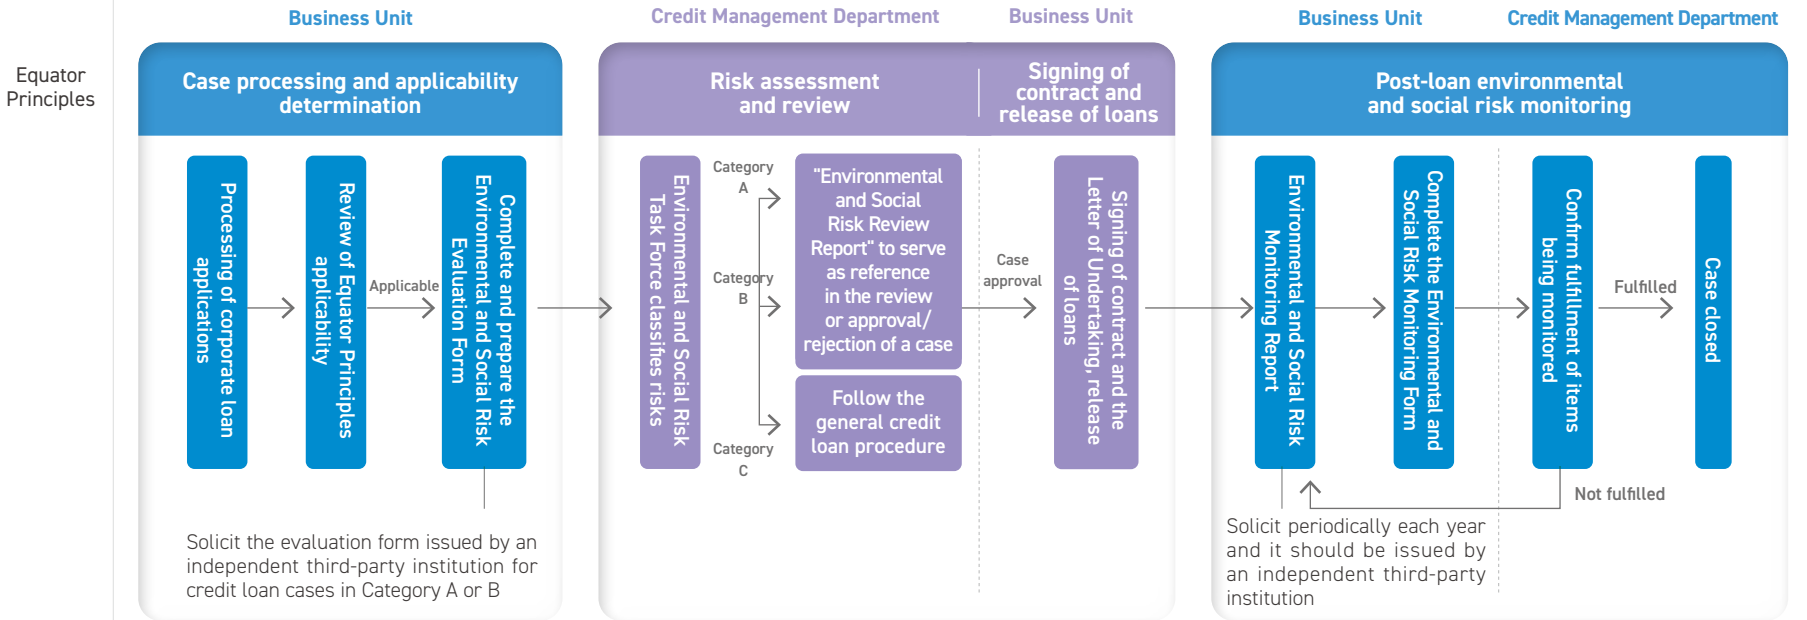 Equator
Principles
Business Unit
Case processing and applicability
determination
Processing of corporate loan
applications
Review of Equator Principles
applicability
Applicable
Complete and prepare the
Environmental and Social Risk
Evaluation Form
Solicit the evaluation form issued by an
independent third-party institution for
credit loan cases in Category A or B
Credit Management Department
Business Unit
Risk assessment
and review
Signing of
contract and
release of loans
Environmental and Social Risk
Task Force classifies risks
Category
A
Category
B
Category
C
"Environmental
and Social
Risk Review
Report" to serve
as reference
in the review
or approval/
rejection of a case
Follow the
general credit
loan procedure
Case
approval
Signing of contract and the
Letter of Undertaking, release
of loans
Business Unit
Credit Management Department
Post-loan environmental
and social risk monitoring
Environmental and Social Risk
Monitoring Report
Complete the Environmental and
Social Risk Monitoring Form
Confirm fulfillment of items
being monitored
Fulfilled
Case closed
Not fulfilled
Solicit periodically each year
and it should be issued by
an independent third-party
institution